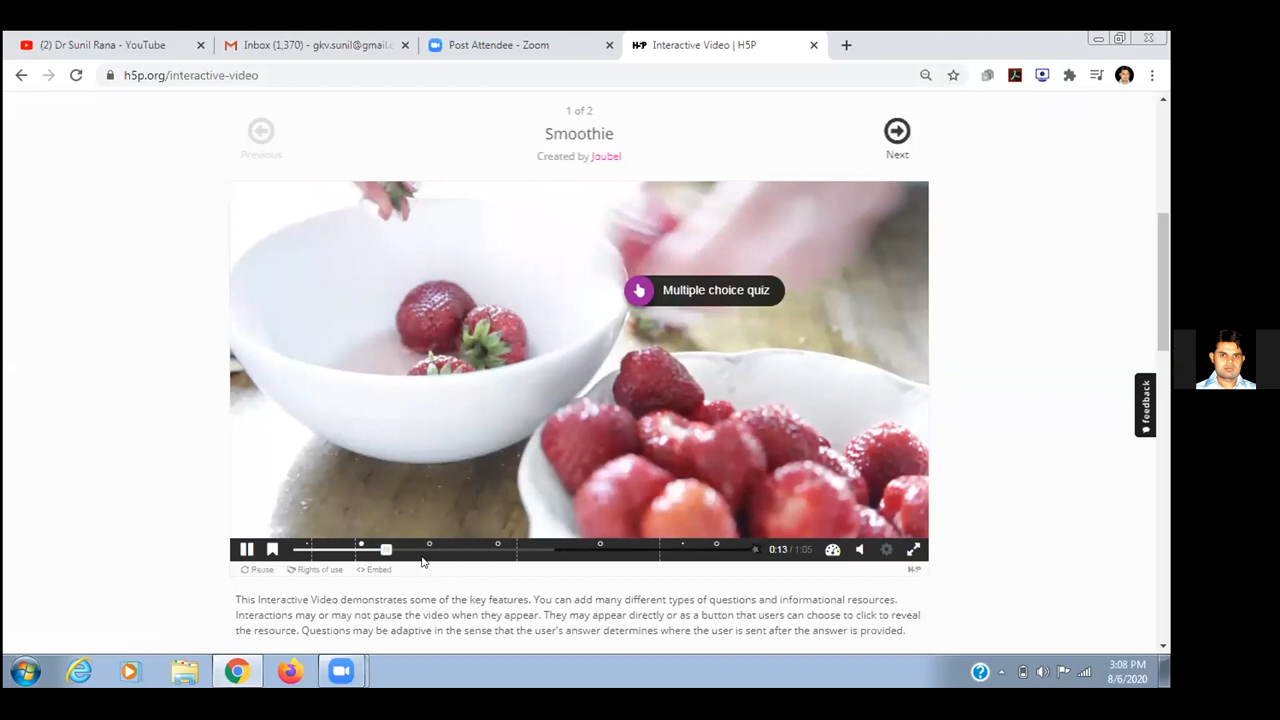 (2) Dr Sunil Rana - YouTube
Inbox (1,370) - gkv.sunil@gmail.c
Post Attendee - Zoom
H5P Interactive Video | H5P
h5p.org/interactive-video
1 of 2
Previous
Smoothie
Next
Created by Joubel
Multiple choice quiz
feedback
0:13 / 1:05
Pause Rights of use <> Embed H5P
This Interactive Video demonstrates some of the key features. You can add many different types of questions and informational resources.
Interactions may or may not pause the video when they appear. They may appear directly or as a button that users can choose to click to reveal
the resource. Questions may be adaptive in the sense that the user's answer determines where the user is sent after the answer is provided.
3:08 PM
8/6/2020